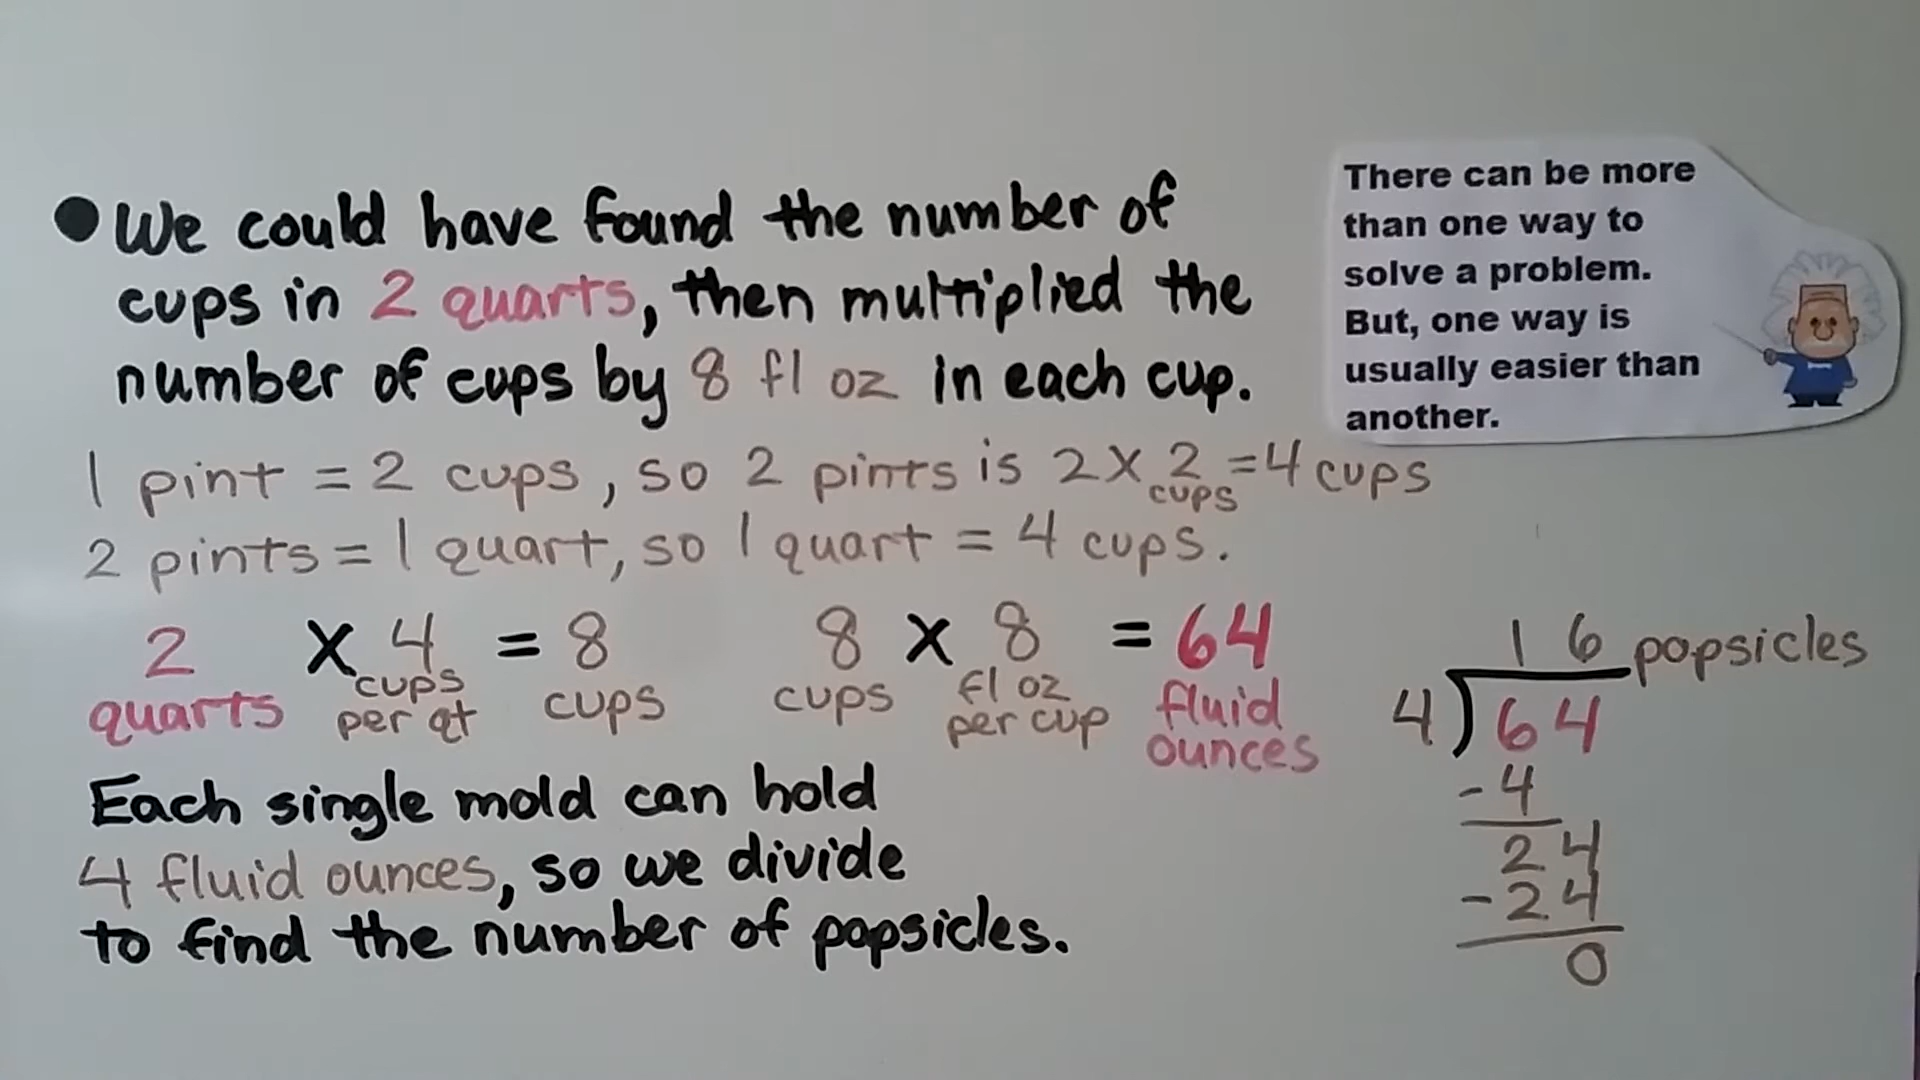 ● We could have found the number of
cups in 2 quarts, then multiplied the
number of cups by 8 fl oz in each cup.
There can be more
than one way to
solve a problem.
But, one way is
usually easier than
another.
1 pint = 2 cups, so 2 pints is 2 x 2 cups = 4 cups
2 pints = 1 quart, so 1 quart = 4 cups.
2 quarts x 4 cups per qt = 8 cups
8 cups x 8 fl oz per cup = 64 fluid ounces
Each single mold can hold
4 fluid ounces, so we divide
to find the number of popsicles.
16 popsicles
4)64
-4
24
-24
0